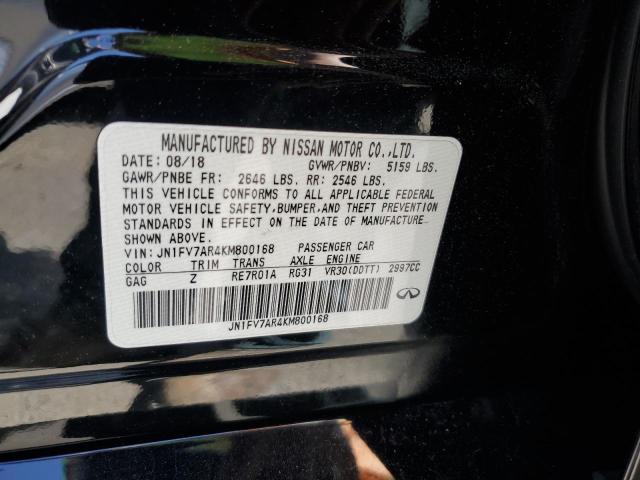 MANUFACTURED BY NISSAN MOTOR CO.,LTD.
DATE: 08/18 GVWR/PNBV: 5159 LBS.
GAWR/PNBE FR: 2646 LBS. RR: 2546 LBS.
THIS VEHICLE CONFORMS TO ALL APPLICABLE FEDERAL
MOTOR VEHICLE SAFETY,BUMPER,AND THEFT PREVENTION
STANDARDS IN EFFECT ON THE DATE OF MANUFACTURE
SHOWN ABOVE.
VIN: JN1FV7AR4KM800168 PASSENGER CAR
COLOR TRIM TRANS AXLE ENGINE
GAG Z RE7R01A RG31 VR30(DDTT) 2997CC
JN1FV7AR4KM800168